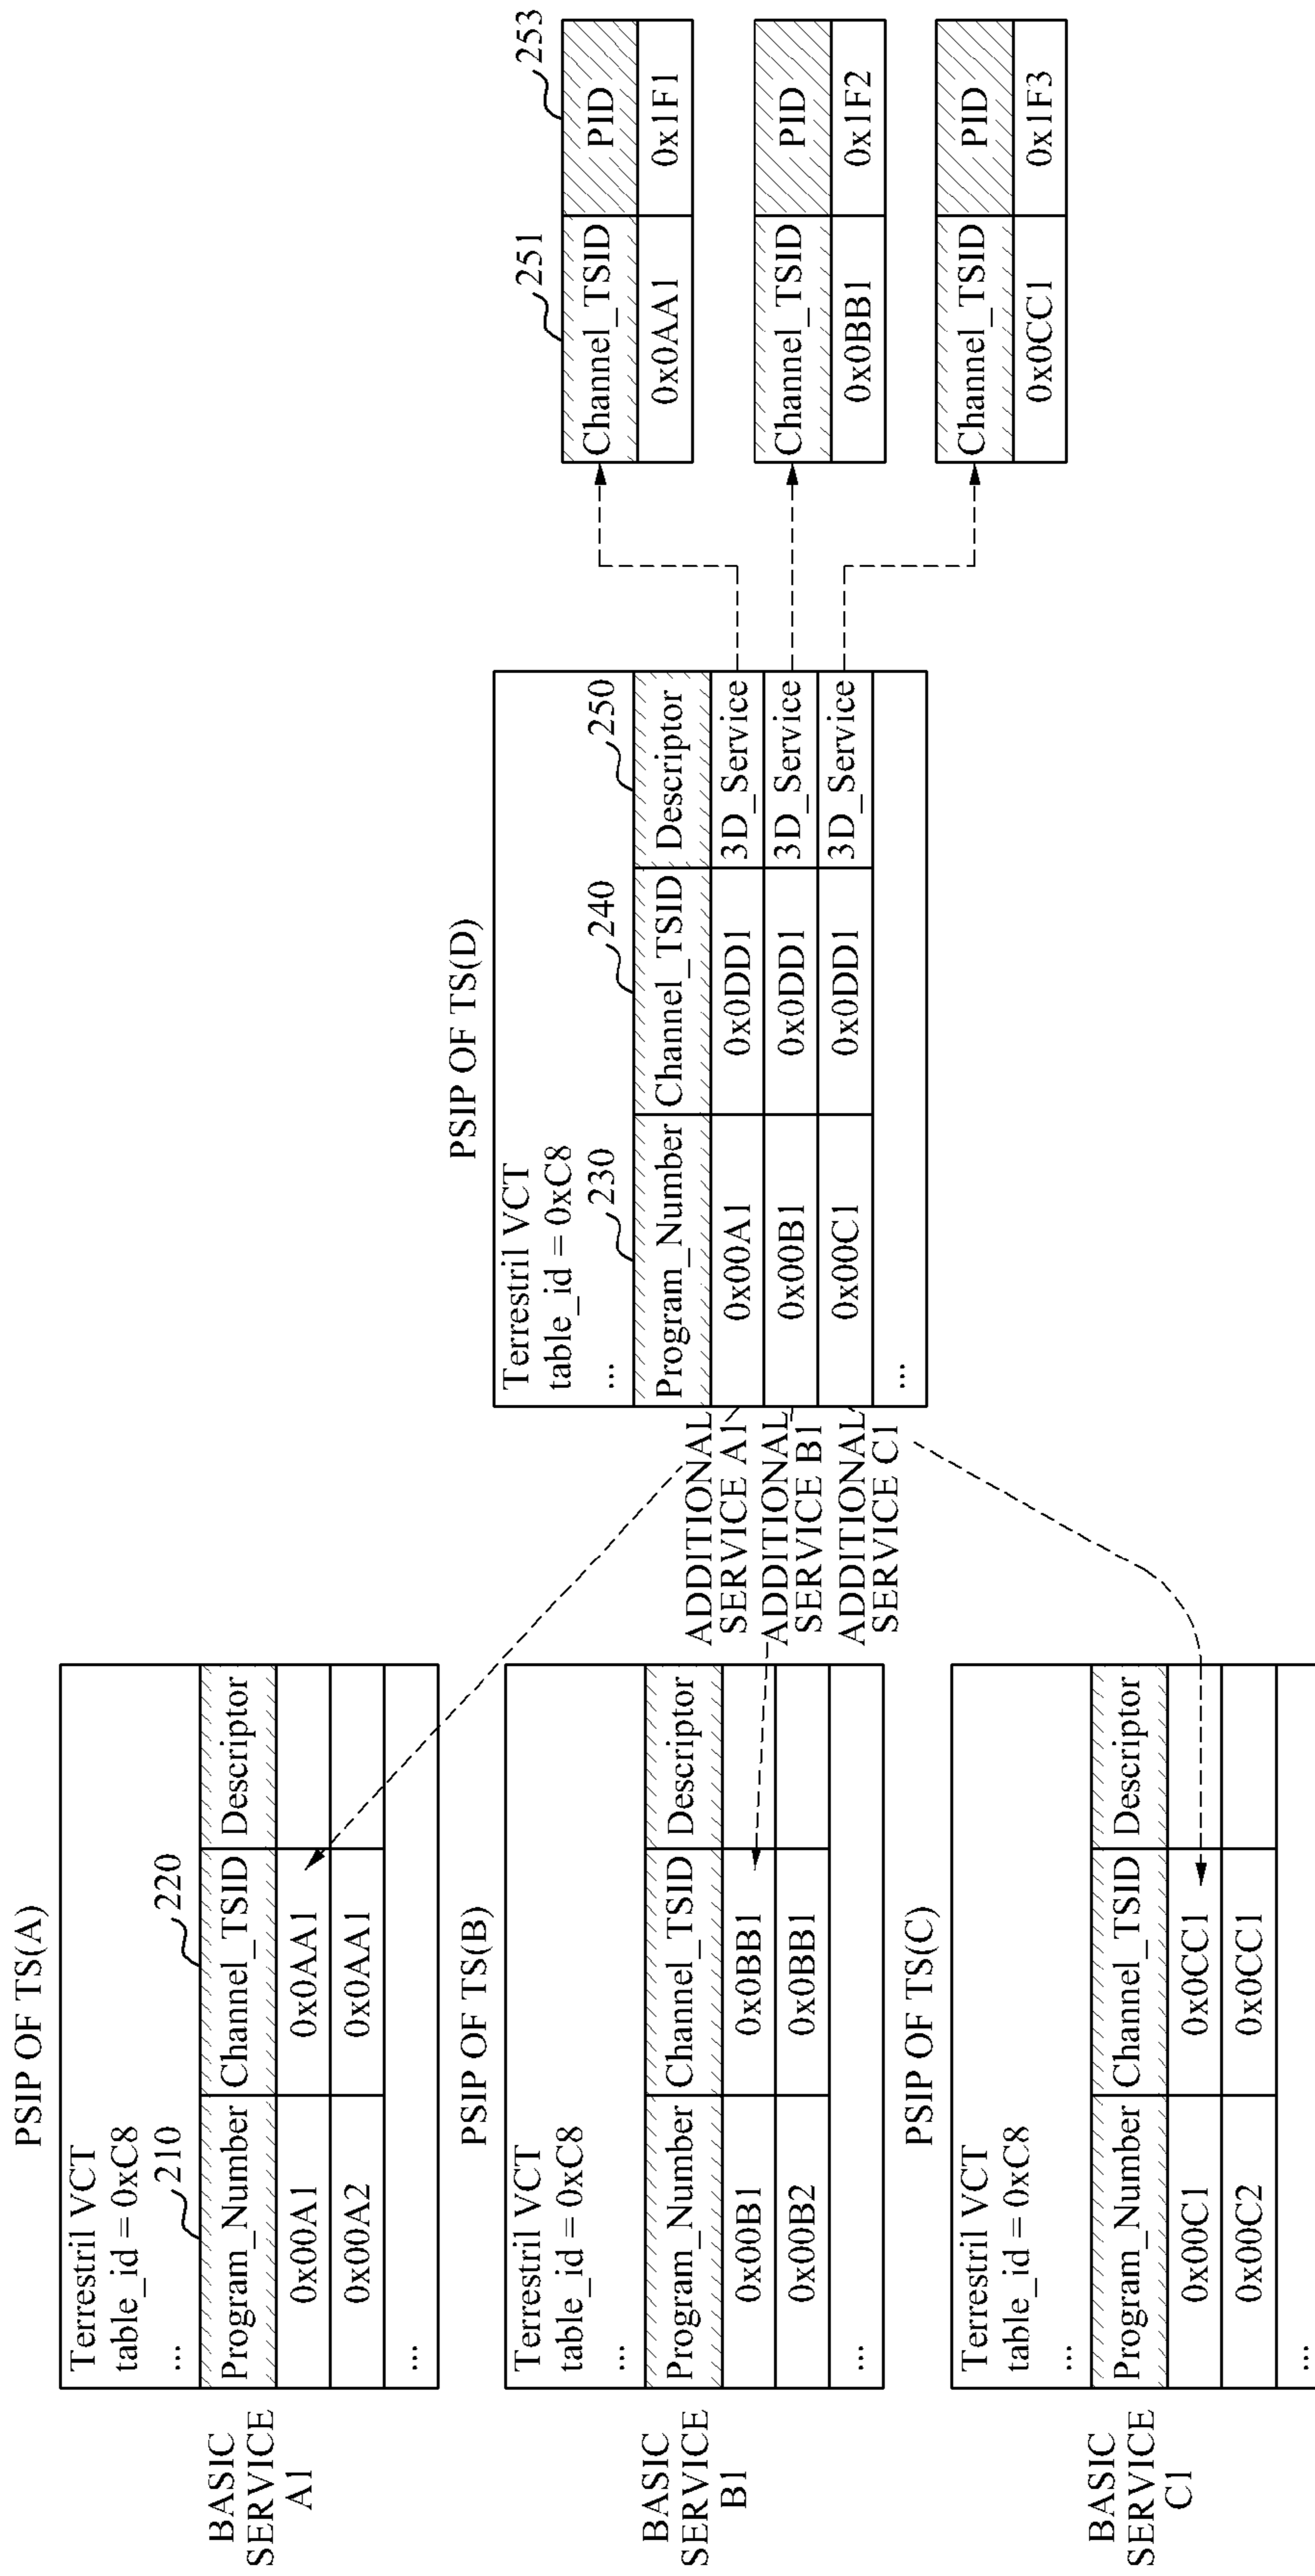 PSIP OF TS(A)
Terrestril VCT
table_id = 0xC8
... 210 220
Program_Number Channel_TSID Descriptor
BASIC
SERVICE
A1
0x00A1 0x0AA1
0x00A2 0x0AA1
...
PSIP OF TS(B)
Terrestril VCT
table_id = 0xC8
...
Program_Number Channel_TSID Descriptor
BASIC
SERVICE
B1
0x00B1 0x0BB1
0x00B2 0x0BB1
...
PSIP OF TS(C)
Terrestril VCT
table_id = 0xC8
...
Program_Number Channel_TSID Descriptor
BASIC
SERVICE
C1
0x00C1 0x0CC1
0x00C2 0x0CC1
...
PSIP OF TS(D)
Terrestril VCT
table_id = 0xC8
... 230 240 250
Program_Number Channel_TSID Descriptor
ADDITIONAL
SERVICE A1
0x00A1 0x0DD1 3D_Service
ADDITIONAL
SERVICE B1
0x00B1 0x0DD1 3D_Service
ADDITIONAL
SERVICE C1
0x00C1 0x0DD1 3D_Service
...
251 253
Channel_TSID PID
0x0AA1 0x1F1
Channel_TSID PID
0x0BB1 0x1F2
Channel_TSID PID
0x0CC1 0x1F3